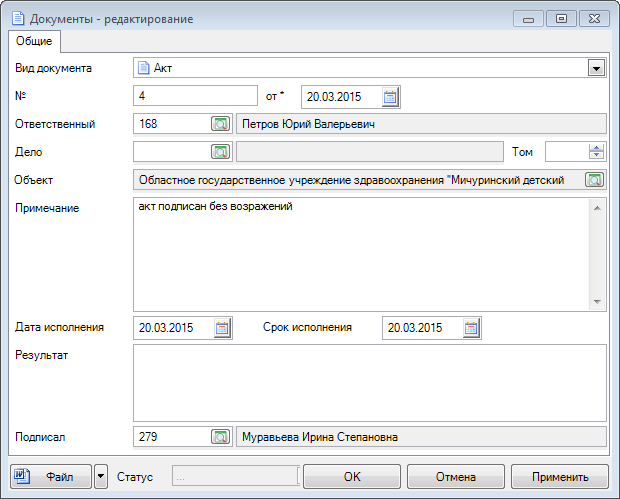 Документы - редактирование
Общие
Вид документа Акт
№ 4 от * 20.03.2015
Ответственный 168 Петров Юрий Валерьевич
Дело Том
Объект Областное государственное учреждение здравоохранения "Мичуринский детский
Примечание акт подписан без возражений
Дата исполнения 20.03.2015 Срок исполнения 20.03.2015
Результат
Подписал 279 Муравьева Ирина Степановна
Файл Статус ... OK Отмена Применить